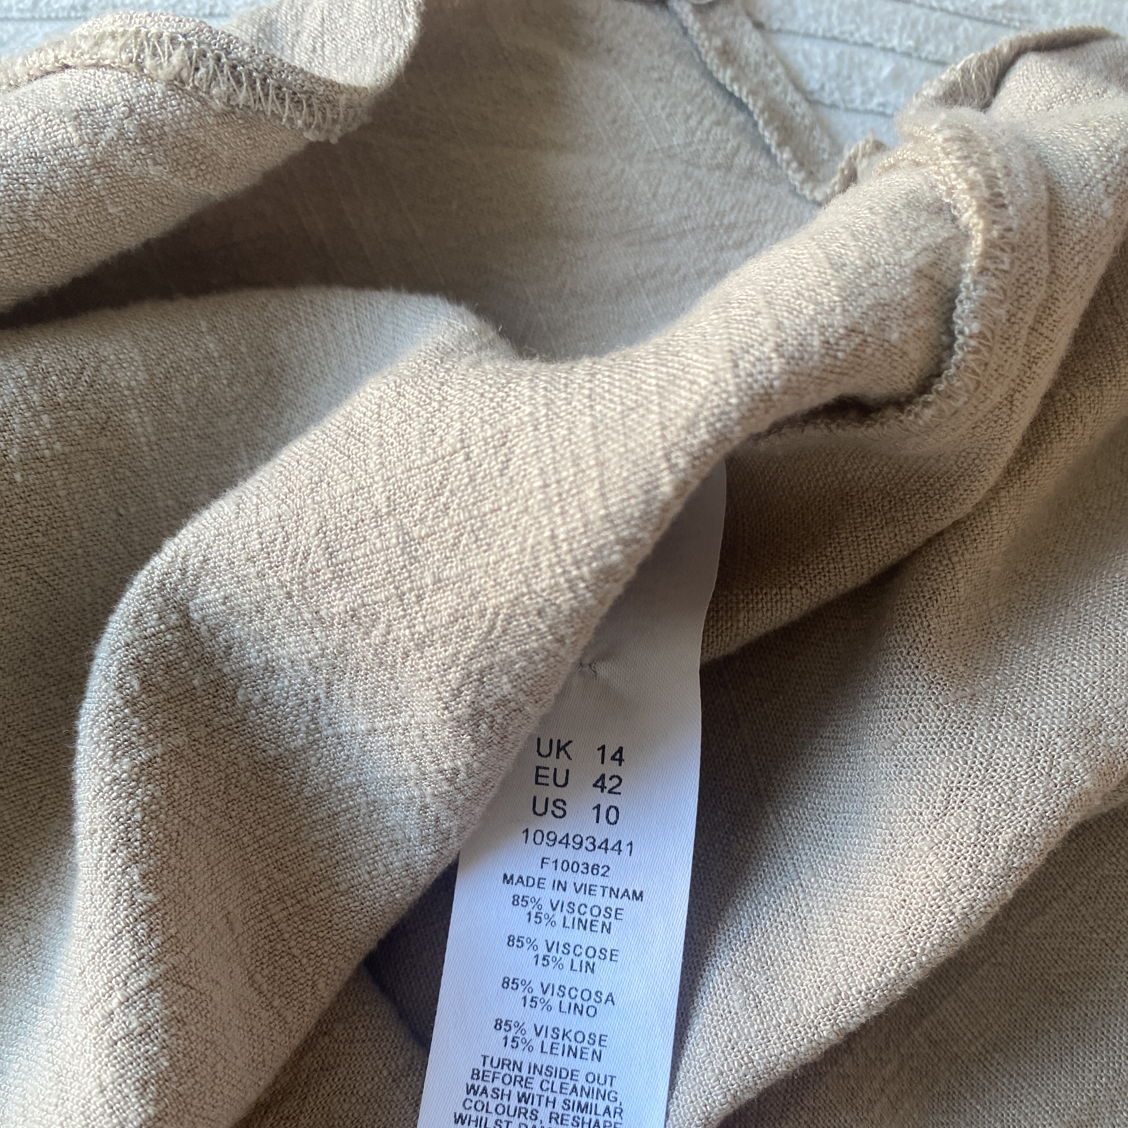 UK 14
EU 42
US 10
109493441
F100362
MADE IN VIETNAM
85% VISCOSE
15% LINEN
85% VISCOSE
15% LIN
85% VISCOSA
15% LINO
85% VISKOSE
15% LEINEN
TURN INSIDE OUT
BEFORE CLEANING,
WASH WITH SIMILAR
COLOURS, RESHAPE
WHILST